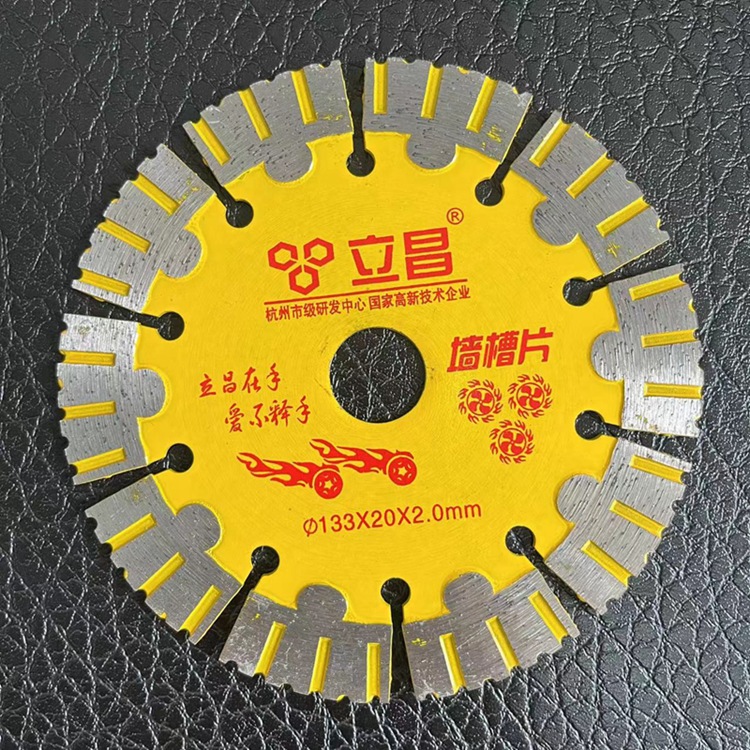 立昌®
杭州市级研发中心 国家高新技术企业
墙槽片
立昌在手
爱不释手
Ø133X20X2.0mm